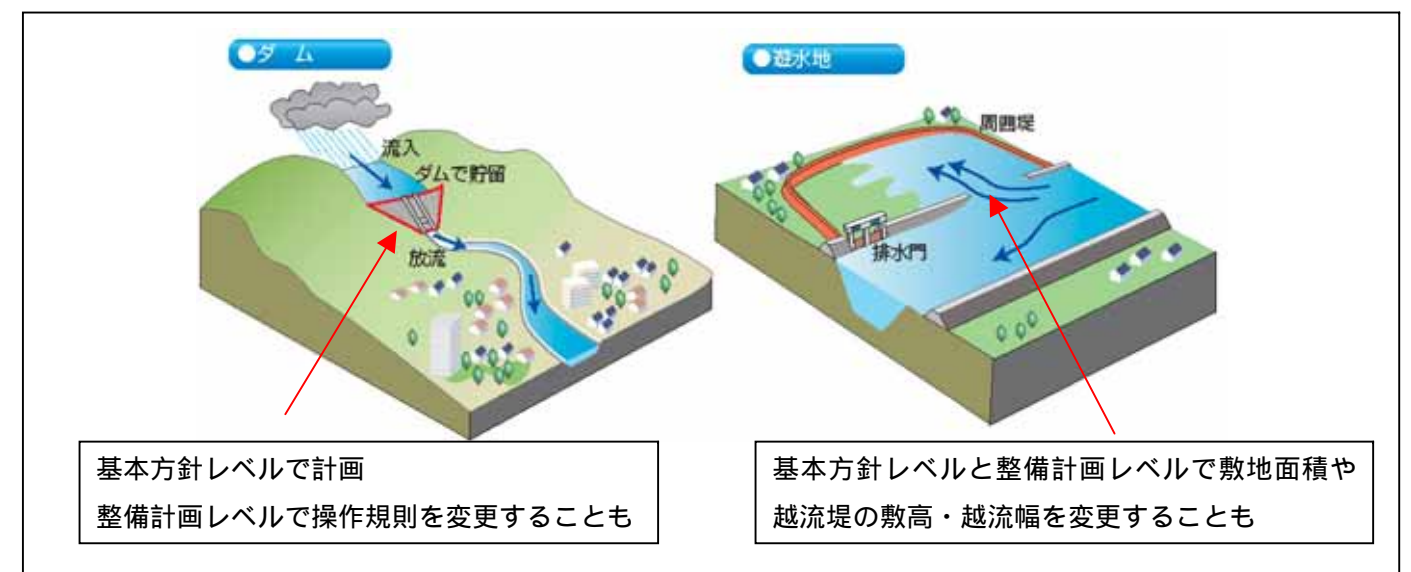 ●ダ ム
流入
ダムで貯留
放流
基本方針レベルで計画
整備計画レベルで操作規則を変更することも
●遊水地
周囲堤
排水門
基本方針レベルと整備計画レベルで敷地面積や
越流堤の敷高・越流幅を変更することも